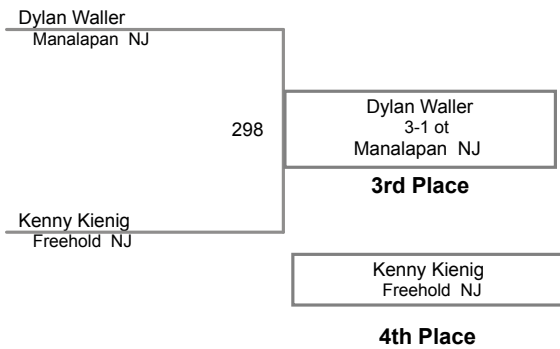 Dylan Waller
Manalapan NJ
298
Dylan Waller
3-1 ot
Manalapan NJ
3rd Place
Kenny Kienig
Freehold NJ
Kenny Kienig
Freehold NJ
4th Place